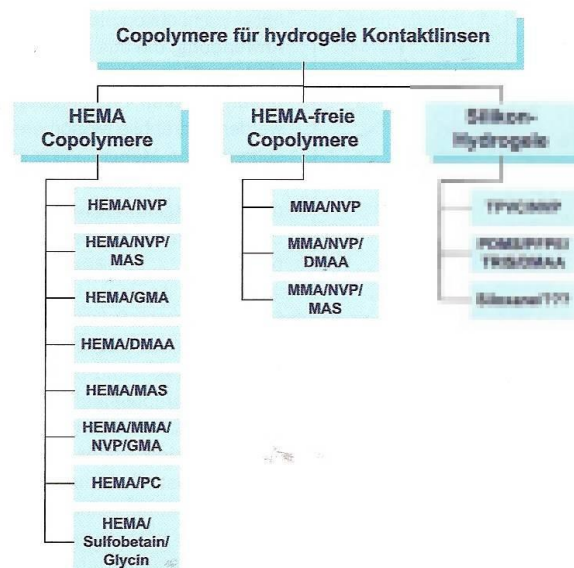 Copolymere für hydrogele Kontaktlinsen
HEMA
Copolymere
HEMA/NVP
HEMA/NVP/
MAS
HEMA/GMA
HEMA/DMAA
HEMA/MAS
HEMA/MMA/
NVP/GMA
HEMA/PC
HEMA/
Sulfobetain/
Glycin
HEMA-freie
Copolymere
MMA/NVP
MMA/NVP/
DMAA
MMA/NVP/
MAS
Silikon-
Hydrogele